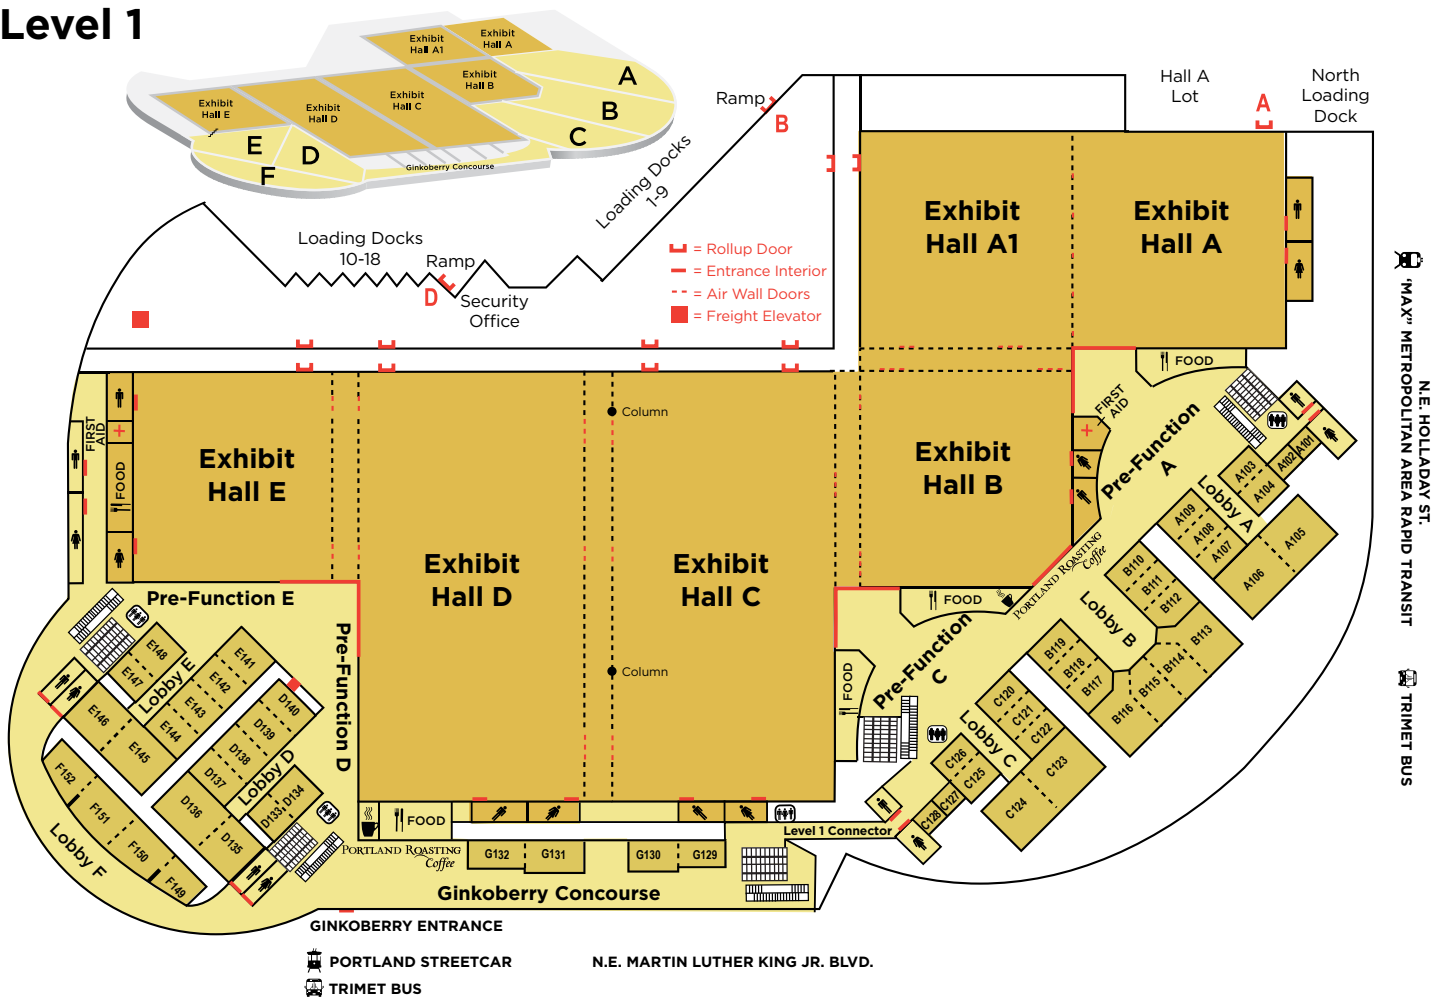 Level 1
Exhibit
Hall A1
Exhibit
Hall A
Exhibit
Hall B
Exhibit
Hall C
Exhibit
Hall D
Exhibit
Hall E
A
B
C
D
E
F
Ginkoberry Concourse
Ramp
B
Hall A
Lot
A
North
Loading
Dock
Loading Docks
1-9
Loading Docks
10-18
Ramp
D
Security
Office
= Rollup Door
= Entrance Interior
= Air Wall Doors
= Freight Elevator
Exhibit
Hall A1
Exhibit
Hall A
FOOD
FIRST
AID
Pre-Function
A
Column
Exhibit
Hall E
Exhibit
Hall B
Exhibit
Hall D
Exhibit
Hall C
Column
FIRST
AID
FOOD
PORTLAND ROASTING
Coffee
FOOD
Pre-Function
C
FOOD
A101
A102
A103
A104
Lobby A
A105
A106
A107
A108
A109
B110
B111
B112
Lobby B
B113
B114
B115
B116
B117
B118
B119
C120
C121
C122
Lobby C
C123
C124
C125
C126
C127
C128
Level 1 Connector
Pre-Function E
Pre-Function D
E148
E147
Lobby E
E141
E142
E143
E144
E146
E145
D140
D139
D138
D137
Lobby D
D136
D135
D134
D133
F152
F151
F150
F149
Lobby F
FOOD
PORTLAND ROASTING
Coffee
G132
G131
G130
G129
Ginkoberry Concourse
GINKOBERRY ENTRANCE
PORTLAND STREETCAR
TRIMET BUS
N.E. MARTIN LUTHER KING JR. BLVD.
N.E. HOLLADAY ST.
"MAX" METROPOLITAN AREA RAPID TRANSIT
TRIMET BUS